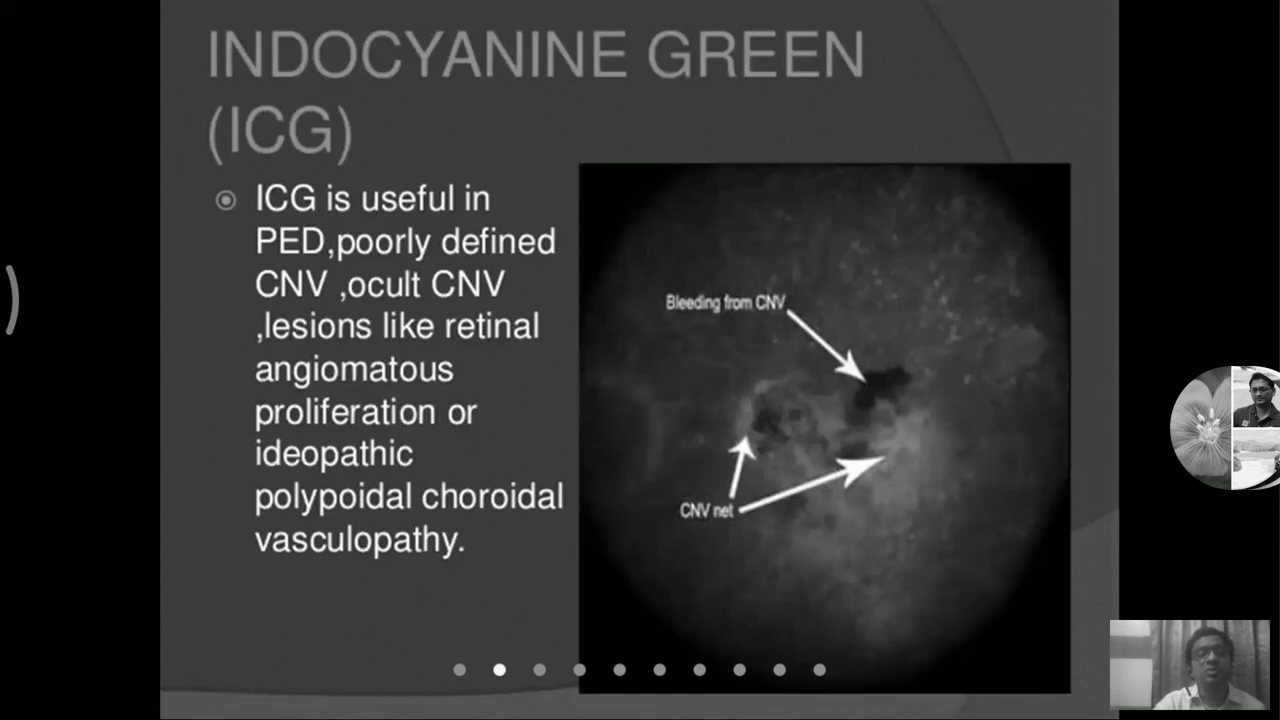 INDOCYANINE GREEN
(ICG)
ICG is useful in
PED,poorly defined
CNV ,ocult CNV
,lesions like retinal
angiomatous
proliferation or
ideopathic
polypoidal choroidal
vasculopathy.
Bleeding from CNV
CNV net